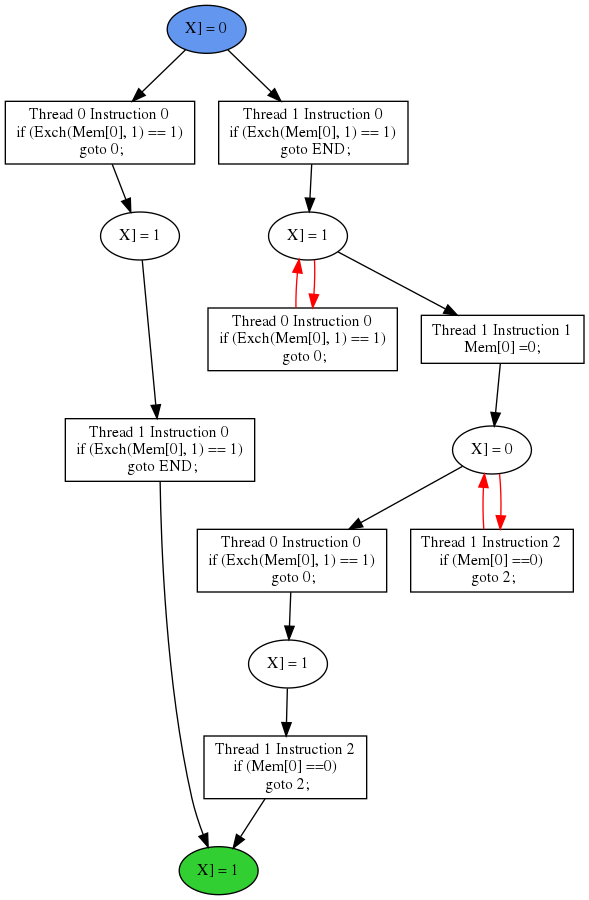 X] = 0
Thread 0 Instruction 0
if (Exch(Mem[0], 1) == 1)
goto 0;
Thread 1 Instruction 0
if (Exch(Mem[0], 1) == 1)
goto END;
X] = 1
X] = 1
Thread 0 Instruction 0
if (Exch(Mem[0], 1) == 1)
goto 0;
Thread 1 Instruction 1
Mem[0] =0;
Thread 1 Instruction 0
if (Exch(Mem[0], 1) == 1)
goto END;
X] = 0
Thread 0 Instruction 0
if (Exch(Mem[0], 1) == 1)
goto 0;
Thread 1 Instruction 2
if (Mem[0] ==0)
goto 2;
X] = 1
Thread 1 Instruction 2
if (Mem[0] ==0)
goto 2;
X] = 1